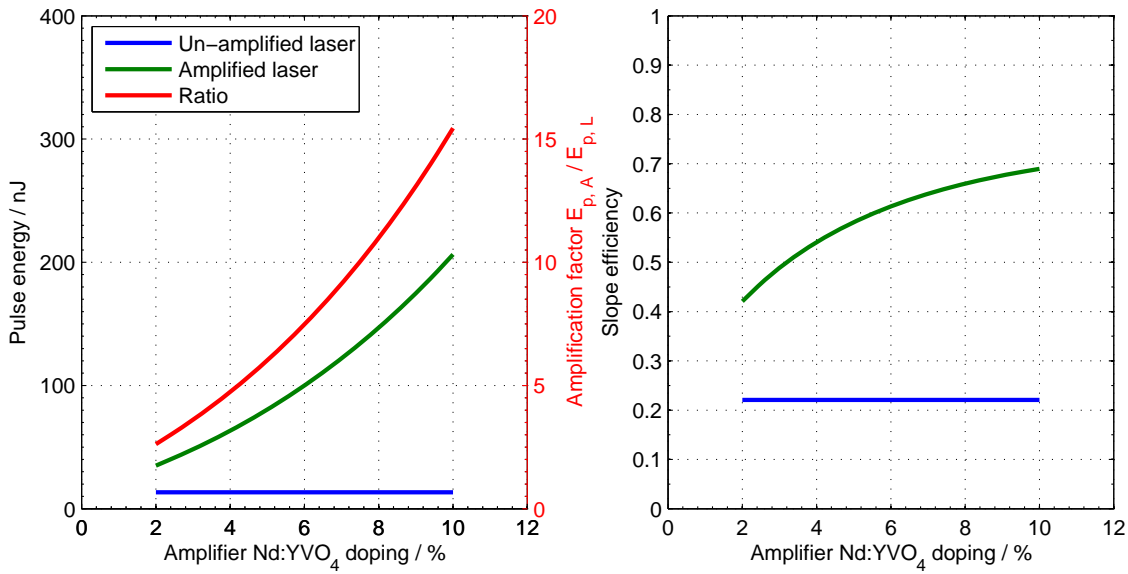 400
300
200
100
0
Pulse energy / nJ
Un-amplified laser
Amplified laser
Ratio
20
15
10
5
0
Amplification factor E_p, A / E_p, L
0 2 4 6 8 10 12
Amplifier Nd:YVO_4 doping / %
1
0.9
0.8
0.7
0.6
0.5
0.4
0.3
0.2
0.1
0
Slope efficiency
0 2 4 6 8 10 12
Amplifier Nd:YVO_4 doping / %